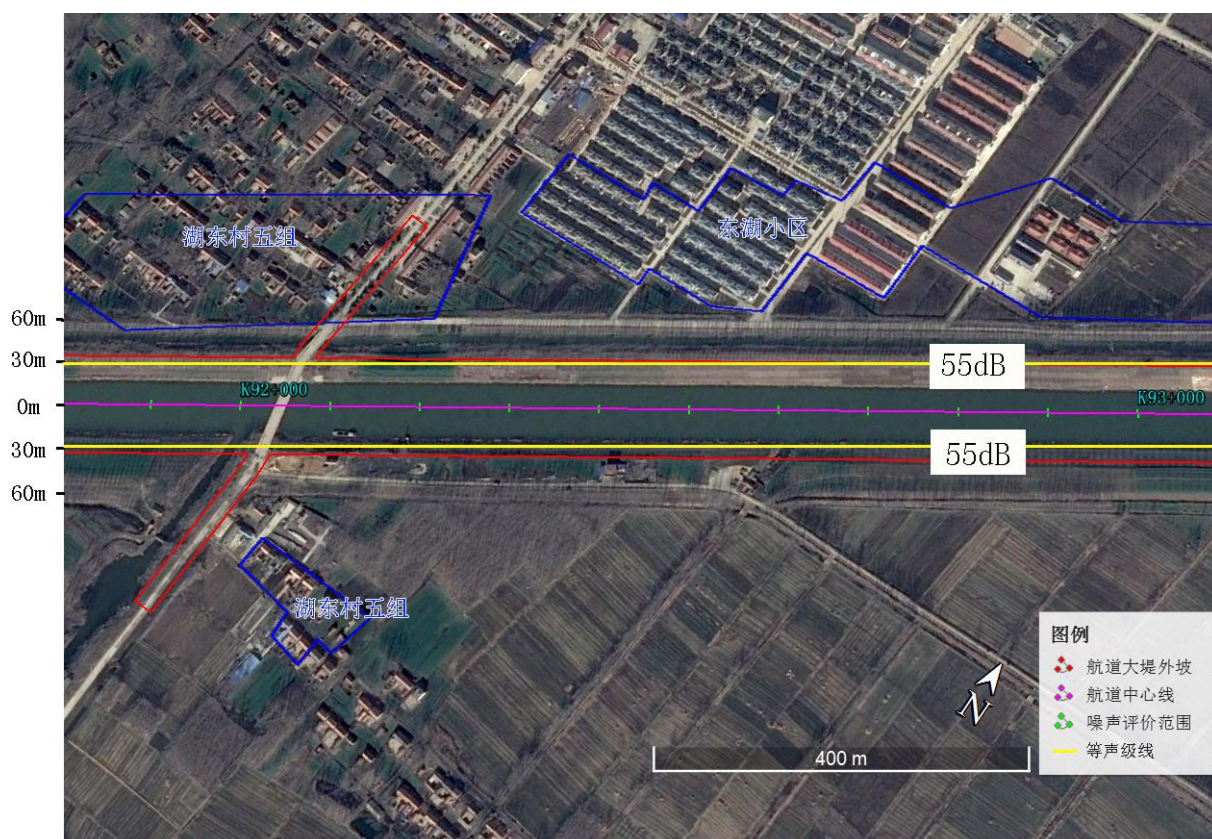 湖东村五组
东湖小区
60m
30m
55dB
K92+000
K93+000
0m
30m
55dB
60m
湖东村五组
图例
航道大堤外坡
航道中心线
噪声评价范围
等声级线
N
400 m